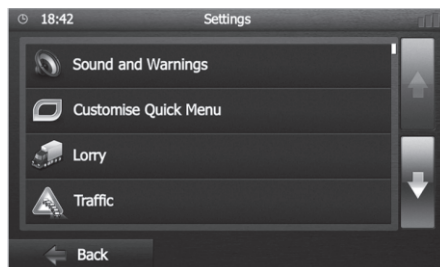 18:42 Settings
Sound and Warnings
Customise Quick Menu
Lorry
Traffic
Back